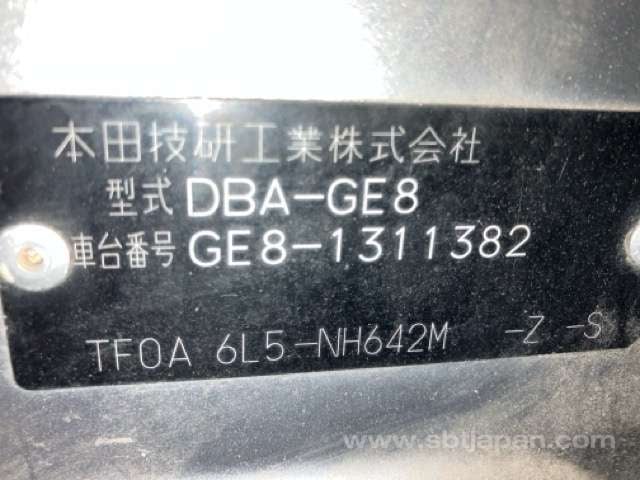 本田技研工業株式会社
型式 DBA-GE8
車台番号 GE8-1311382
TF0A 6L5-NH642M -Z -S
www.sbtjapan.com